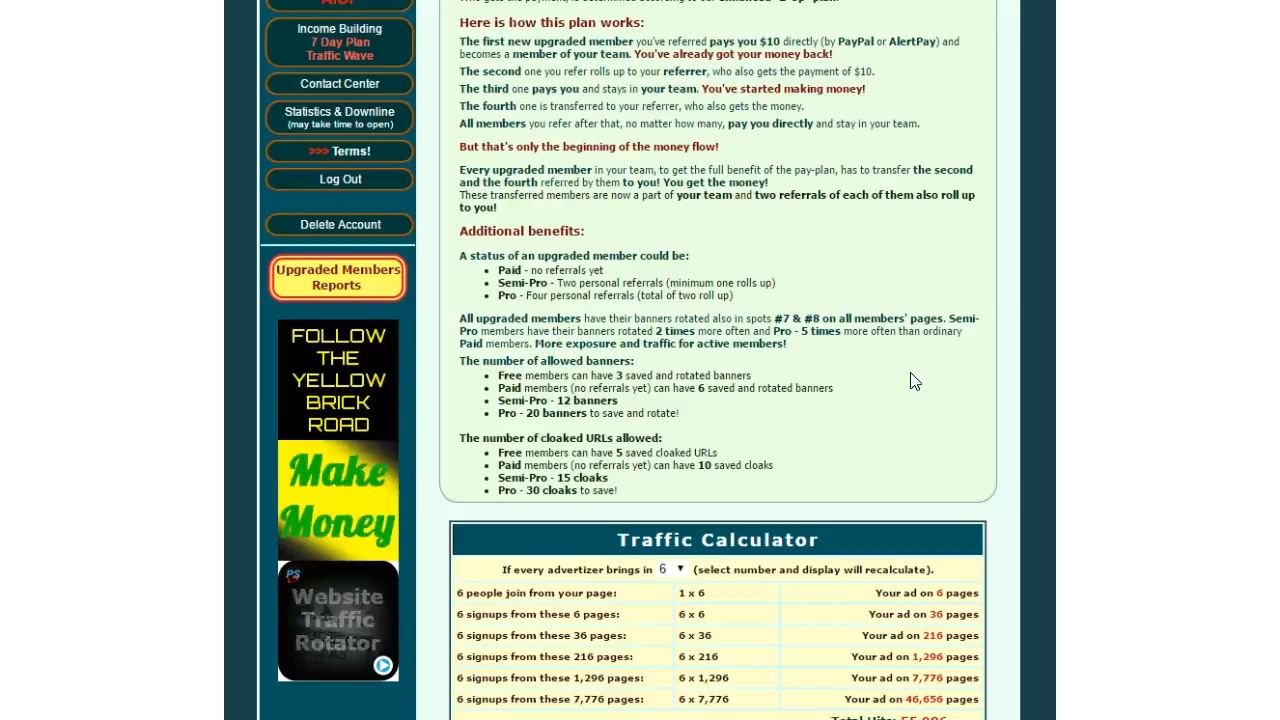 Income Building
7 Day Plan
Traffic Wave
Contact Center
Statistics & Downline
(may take time to open)
>>> Terms!
Log Out
Delete Account
Upgraded Members
Reports
FOLLOW
THE
YELLOW
BRICK
ROAD
Make
Money
PS
Website
Traffic
Rotator
Here is how this plan works:
The first new upgraded member you've referred pays you $10 directly (by PayPal or AlertPay) and
becomes a member of your team. You've already got your money back!
The second one you refer rolls up to your referrer, who also gets the payment of $10.
The third one pays you and stays in your team. You've started making money!
The fourth one is transferred to your referrer, who also gets the money.
All members you refer after that, no matter how many, pay you directly and stay in your team.
But that's only the beginning of the money flow!
Every upgraded member in your team, to get the full benefit of the pay-plan, has to transfer the second
and the fourth referred by them to you! You get the money!
These transferred members are now a part of your team and two referrals of each of them also roll up
to you!
Additional benefits:
A status of an upgraded member could be:
Paid - no referrals yet
Semi-Pro - Two personal referrals (minimum one rolls up)
Pro - Four personal referrals (total of two roll up)
All upgraded members have their banners rotated also in spots #7 & #8 on all members' pages. Semi-
Pro members have their banners rotated 2 times more often and Pro - 5 times more often than ordinary
Paid members. More exposure and traffic for active members!
The number of allowed banners:
Free members can have 3 saved and rotated banners
Paid members (no referrals yet) can have 6 saved and rotated banners
Semi-Pro - 12 banners
Pro - 20 banners to save and rotate!
The number of cloaked URLs allowed:
Free members can have 5 saved cloaked URLs
Paid members (no referrals yet) can have 10 saved cloaks
Semi-Pro - 15 cloaks
Pro - 30 cloaks to save!
Traffic Calculator
If every advertizer brings in 6 (select number and display will recalculate).
6 people join from your page: 1 x 6 Your ad on 6 pages
6 signups from these 6 pages: 6 x 6 Your ad on 36 pages
6 signups from these 36 pages: 6 x 36 Your ad on 216 pages
6 signups from these 216 pages: 6 x 216 Your ad on 1,296 pages
6 signups from these 1,296 pages: 6 x 1,296 Your ad on 7,776 pages
6 signups from these 7,776 pages: 6 x 7,776 Your ad on 46,656 pages